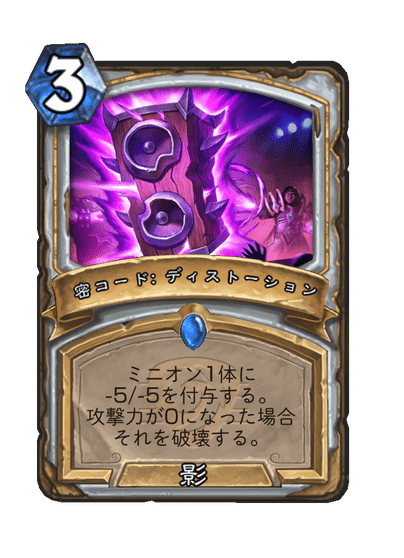 3
密コード: ディストーション
ミニオン1体に
-5/-5を付与する。
攻撃力が0になった場合
それを破壊する。
影